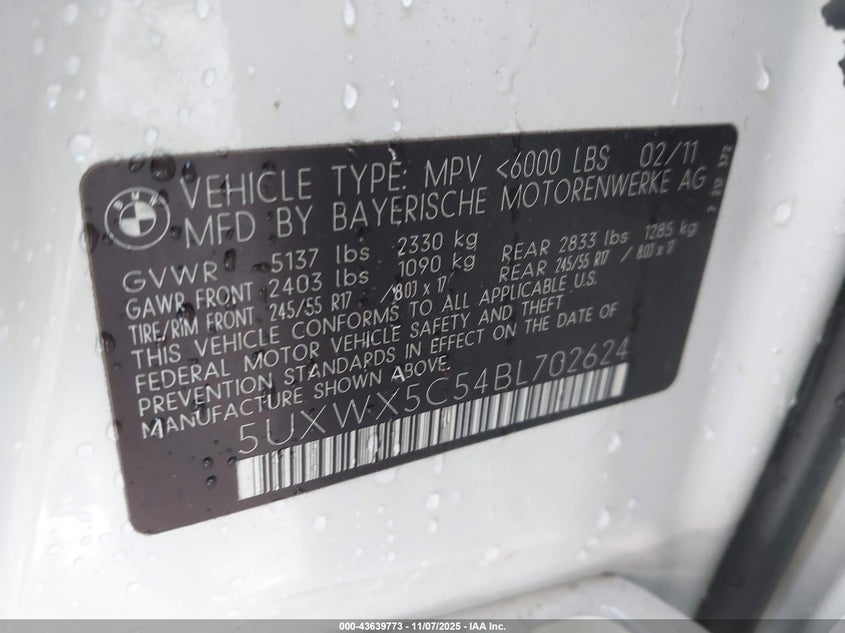 BMW
VEHICLE TYPE: MPV <6000 LBS 02/11
MFD BY BAYERISCHE MOTORENWERKE AG
GVWR 5137 lbs 2330 kg
GAWR FRONT 2403 lbs 1090 kg REAR 2833 lbs 1285 kg
TIRE/RIM FRONT 245/55 R17 /8.0J x 17 REAR 245/55 R17 /8.0J x 17
THIS VEHICLE CONFORMS TO ALL APPLICABLE U.S.
FEDERAL MOTOR VEHICLE SAFETY AND THEFT
PREVENTION STANDARDS IN EFFECT ON THE DATE OF
MANUFACTURE SHOWN ABOVE.
4 5UXWX5C54BL702624
000-43639773 - 11/07/2025 - IAA Inc.